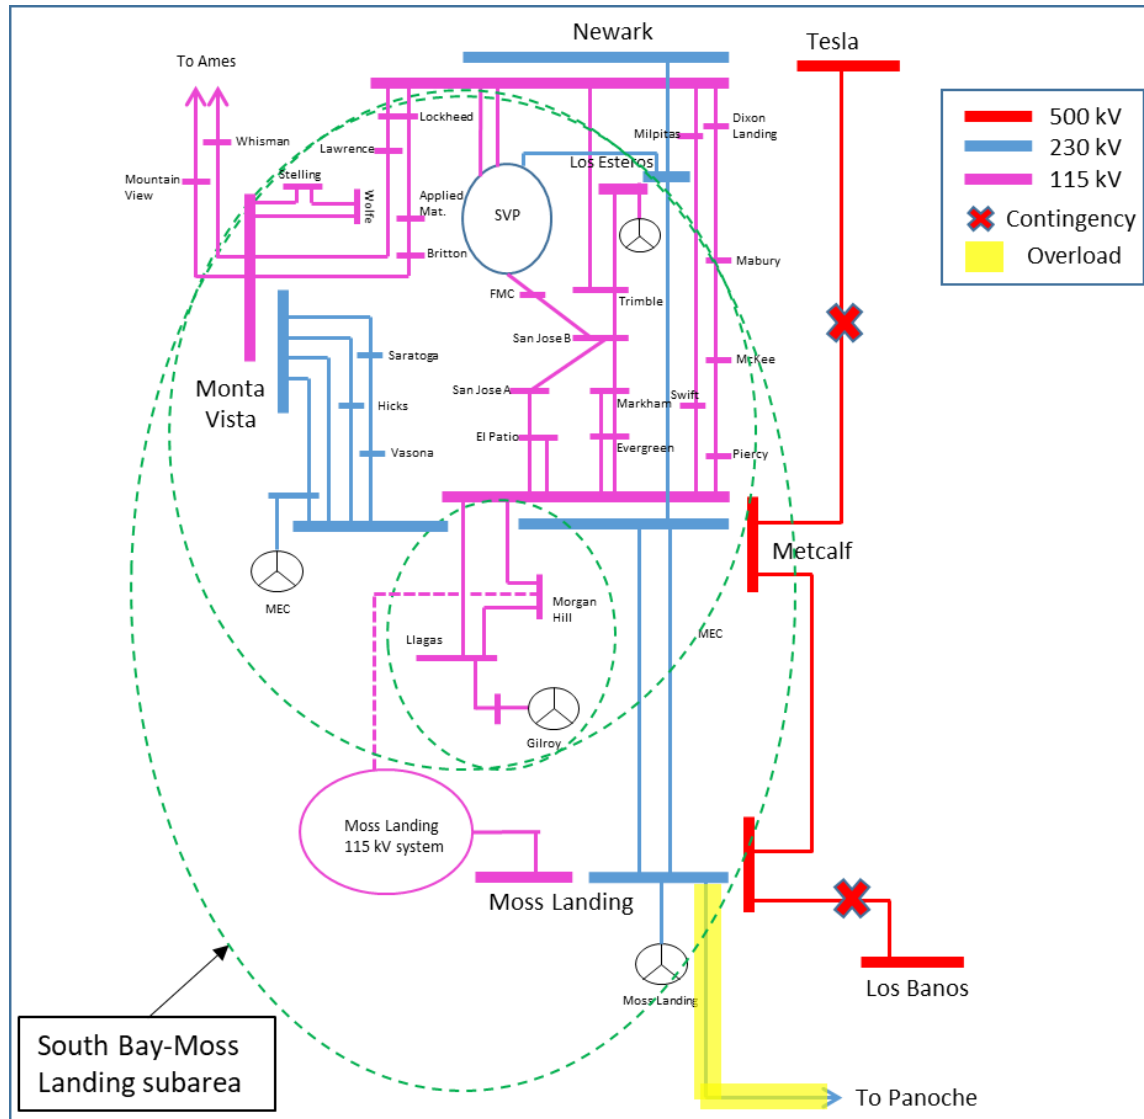 Newark
Tesla
To Ames
500 kV
230 kV
115 kV
Contingency
Overload
Lockheed
Dixon
Landing
Whisman
Milpitas
Lawrence
Los Esteros
Stelling
Mountain
View
Wolfe
Applied
Mat.
SVP
Britton
Mabury
FMC
Trimble
San Jose B
Saratoga
McKee
Monta
Vista
San Jose A
Markham
Swift
Hicks
El Patio
Evergreen
Vasona
Piercy
Metcalf
MEC
Morgan
Hill
MEC
Llagas
Gilroy
Moss Landing
115 kV system
Moss Landing
Los Banos
Moss Landing
South Bay-Moss
Landing subarea
To Panoche